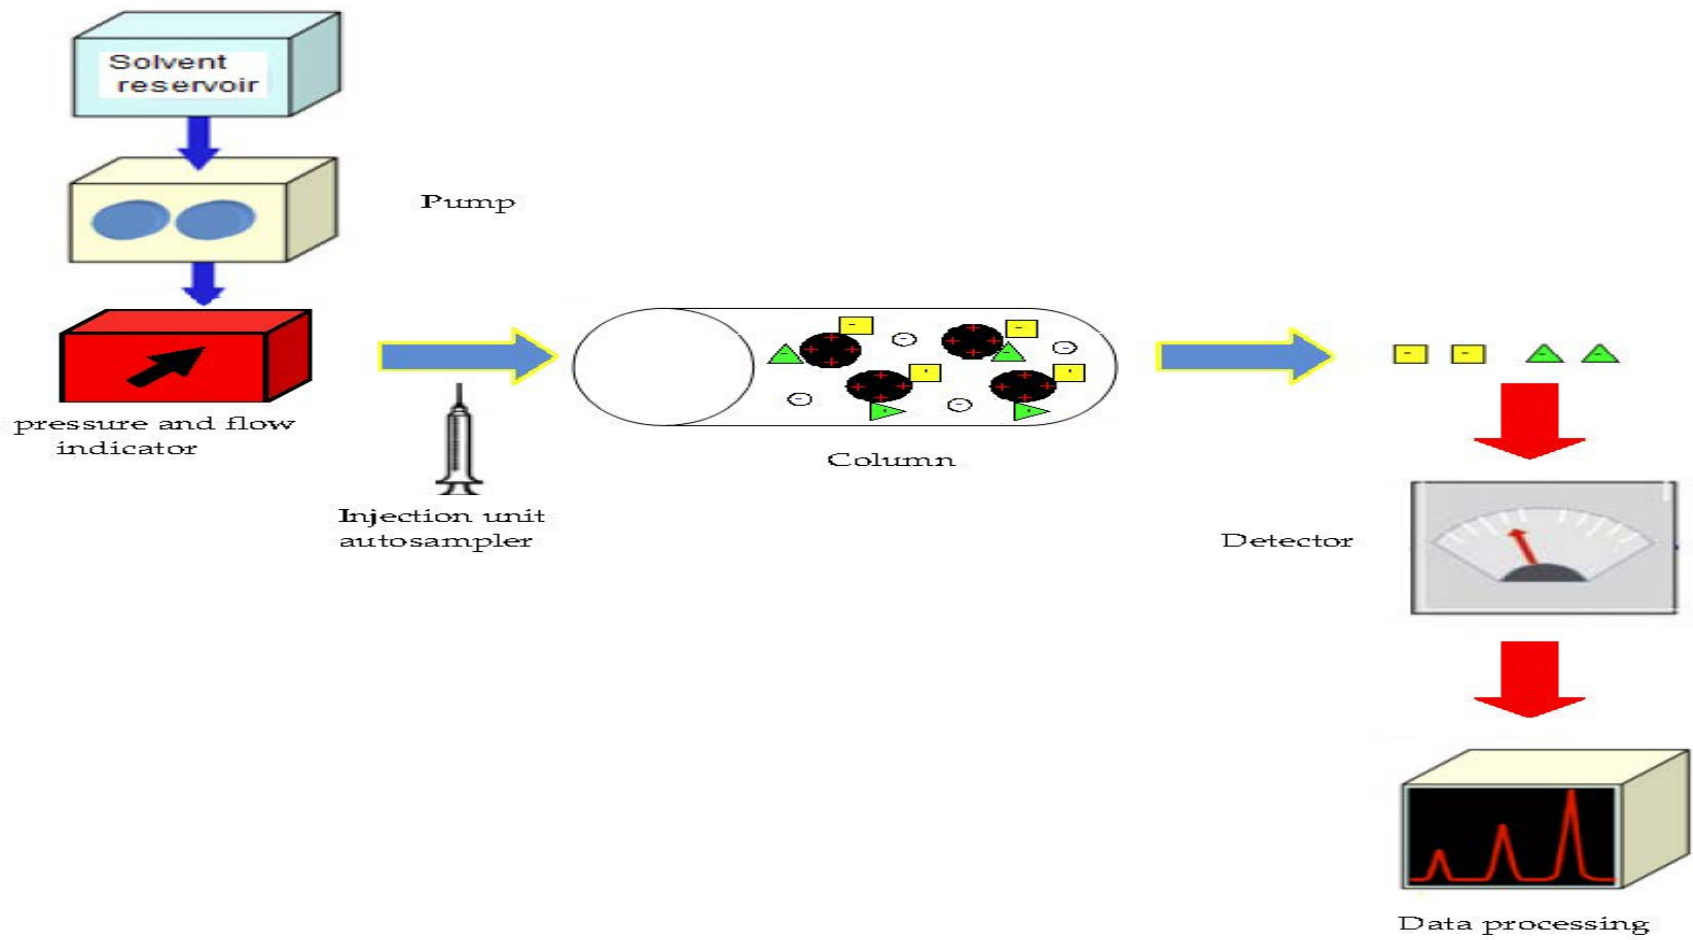 Solvent
reservoir
Pump
pressure and flow
indicator
Injection unit
autosampler
Column
Detector
Data processing